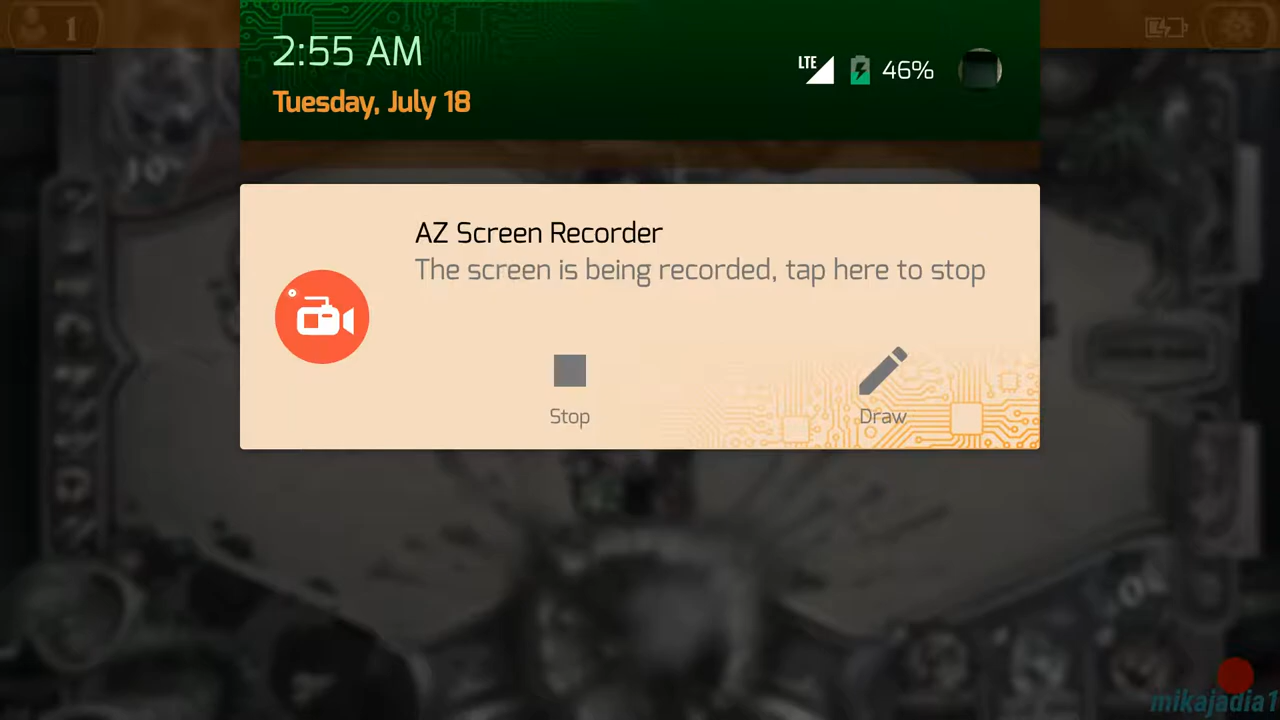 1
2:55 AM
LTE
46%
Tuesday, July 18
AZ Screen Recorder
The screen is being recorded, tap here to stop
Stop
Draw
mikajadia1